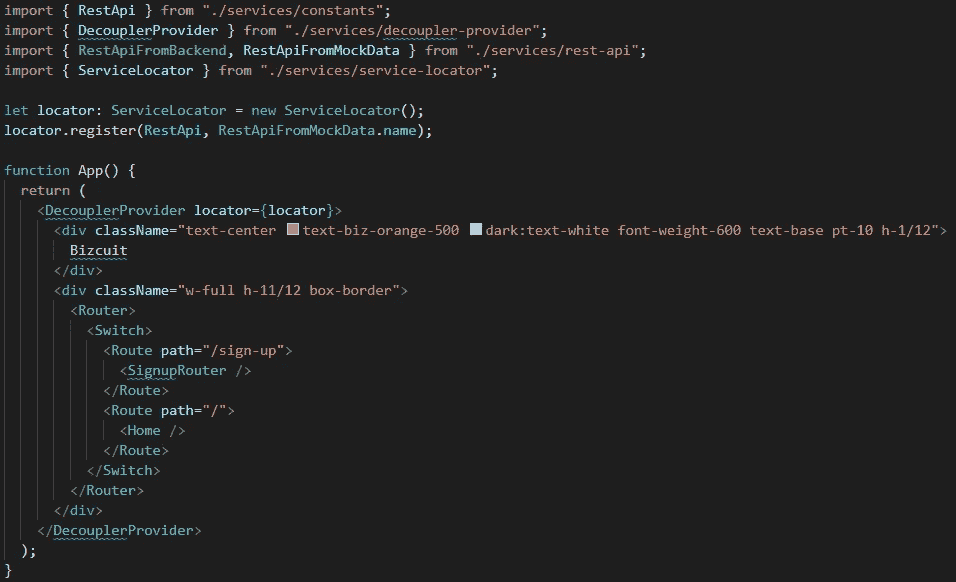 import { RestApi } from "./services/constants";
import { DecouplerProvider } from "./services/decoupler-provider";
import { RestApiFromBackend, RestApiFromMockData } from "./services/rest-api";
import { ServiceLocator } from "./services/service-locator";

let locator: ServiceLocator = new ServiceLocator();
locator.register(RestApi, RestApiFromMockData.name);

function App() {
  return (
    <DecouplerProvider locator={locator}>
      <div className="text-center text-biz-orange-500 dark:text-white font-weight-600 text-base pt-10 h-1/12">
        Bizcuit
      </div>
      <div className="w-full h-11/12 box-border">
        <Router>
          <Switch>
            <Route path="/sign-up">
              <SignupRouter />
            </Route>
            <Route path="/">
              <Home />
            </Route>
          </Switch>
        </Router>
      </div>
    </DecouplerProvider>
  );
}